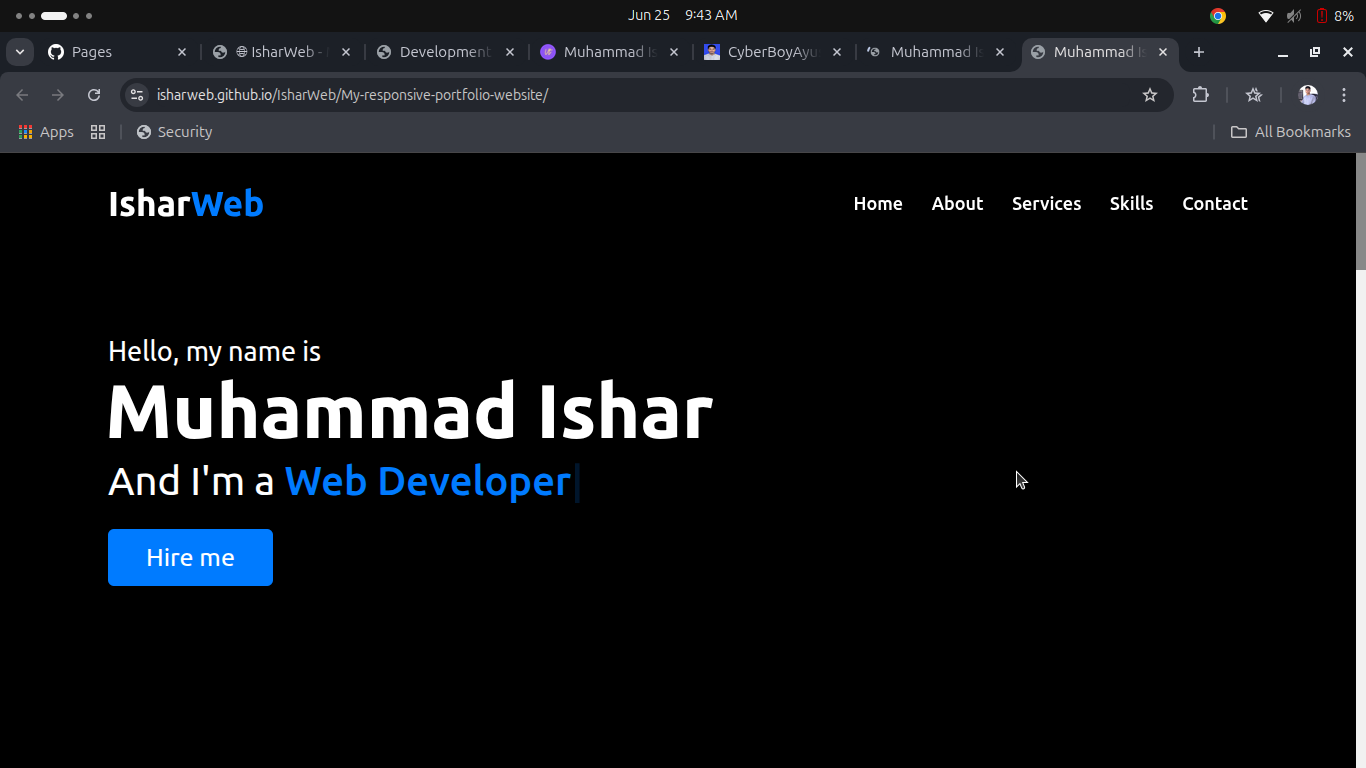 Jun 25 9:43 AM
8%
Pages
IsharWeb -
Development
Muhammad Is
CyberBoyAyu
Muhammad Is
Muhammad Is
isharweb.github.io/IsharWeb/My-responsive-portfolio-website/
Apps
Security
All Bookmarks
IsharWeb
Home About Services Skills Contact
Hello, my name is
Muhammad Ishar
And I'm a Web Developer
Hire me